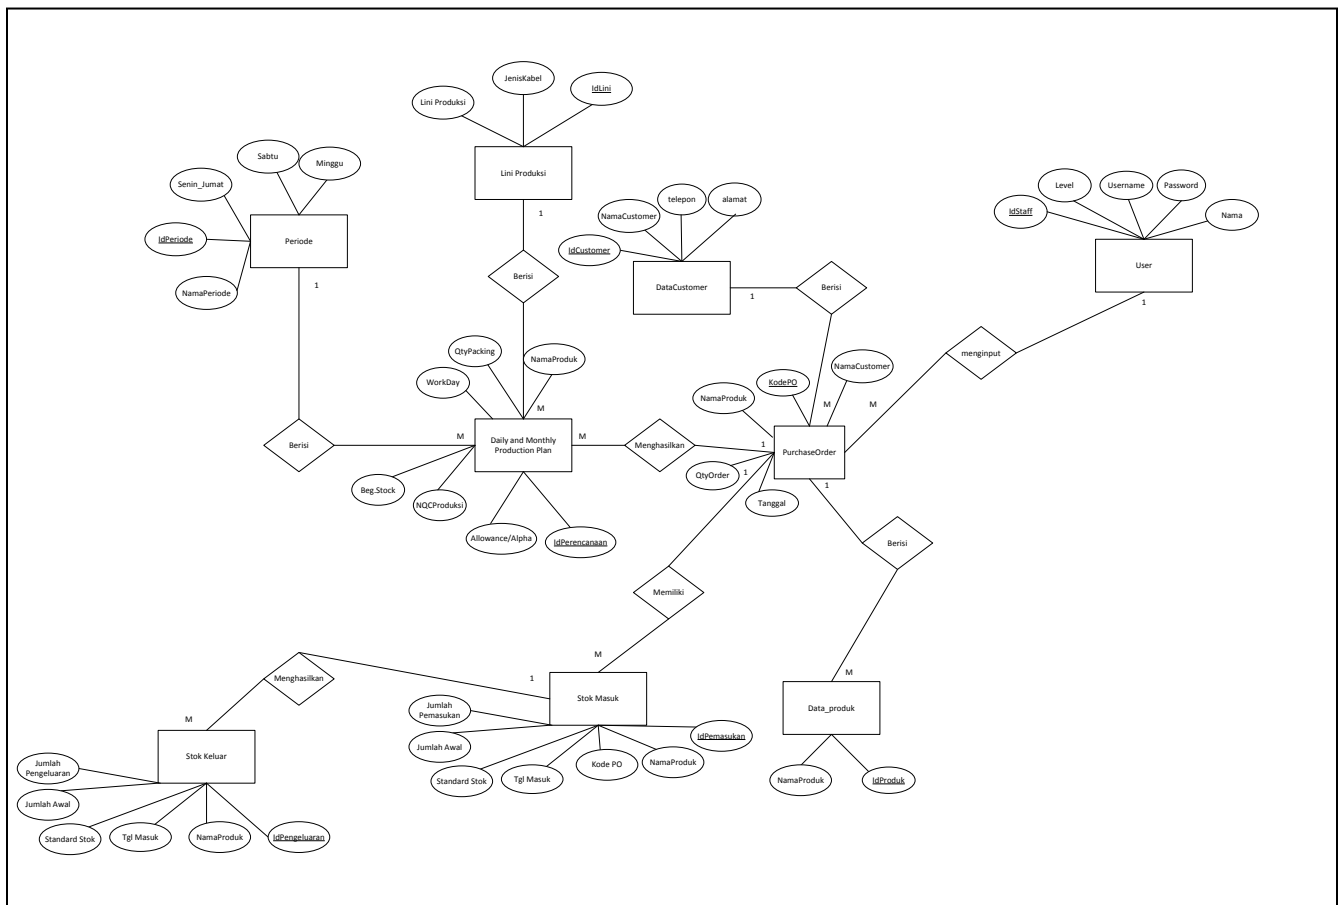 JenisKabel
IdLini
Lini Produksi
Sabtu
Minggu
Lini Produksi
Senin_Jumat
Level
Username
Password
telepon
alamat
IdStaff
Nama
NamaCustomer
1
1
IdPeriode
Periode
IdCustomer
Berisi
User
DataCustomer
Berisi
1
NamaPeriode
1
1
QtyPacking
NamaProduk
menginput
NamaCustomer
WorkDay
KodePO
NamaProduk
M
M
M
Daily and Monthly
Production Plan
Berisi
M
M
Menghasilkan
1
PurchaseOrder
QtyOrder
1
1
Beg.Stock
NQCProduksi
Tanggal
Allowance/Alpha
IdPerencanaan
Berisi
Memiliki
M
M
Menghasilkan
1
Stok Masuk
Data_produk
Jumlah
Pemasukan
M
IdPemasukan
Jumlah Awal
Kode PO
NamaProduk
Stok Keluar
Jumlah
Pengeluaran
Standard Stok
Tgl Masuk
NamaProduk
IdProduk
Jumlah Awal
Standard Stok
Tgl Masuk
NamaProduk
IdPengeluaran